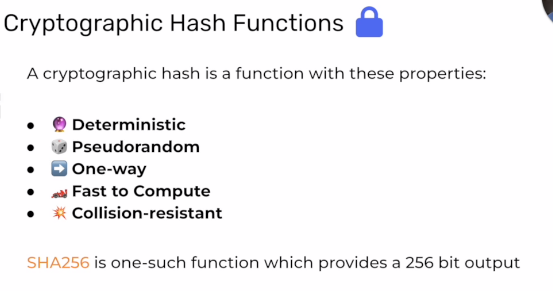 Cryptographic Hash Functions 🔒
A cryptographic hash is a function with these properties:
• 🔮 Deterministic
• 🎲 Pseudorandom
• ➡️ One-way
• 🏎️ Fast to Compute
• 💥 Collision-resistant
SHA256 is one-such function which provides a 256 bit output